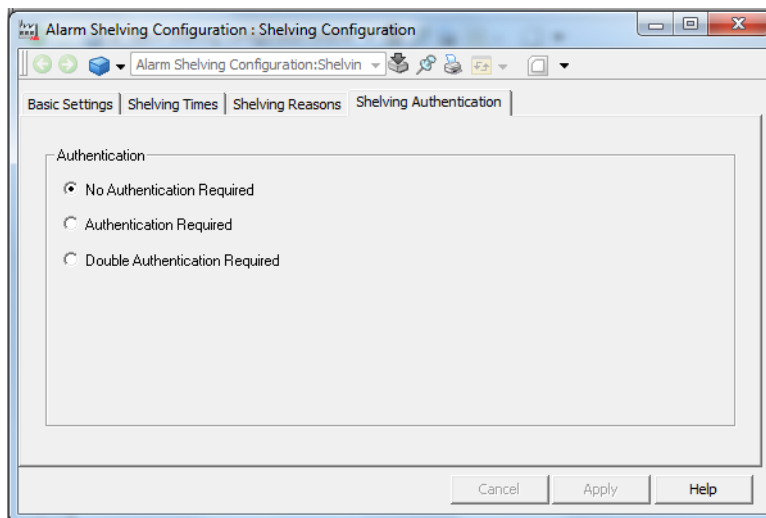 Alarm Shelving Configuration : Shelving Configuration
Alarm Shelving Configuration:Shelvin
Basic Settings Shelving Times Shelving Reasons Shelving Authentication
Authentication
No Authentication Required
Authentication Required
Double Authentication Required
Cancel Apply Help